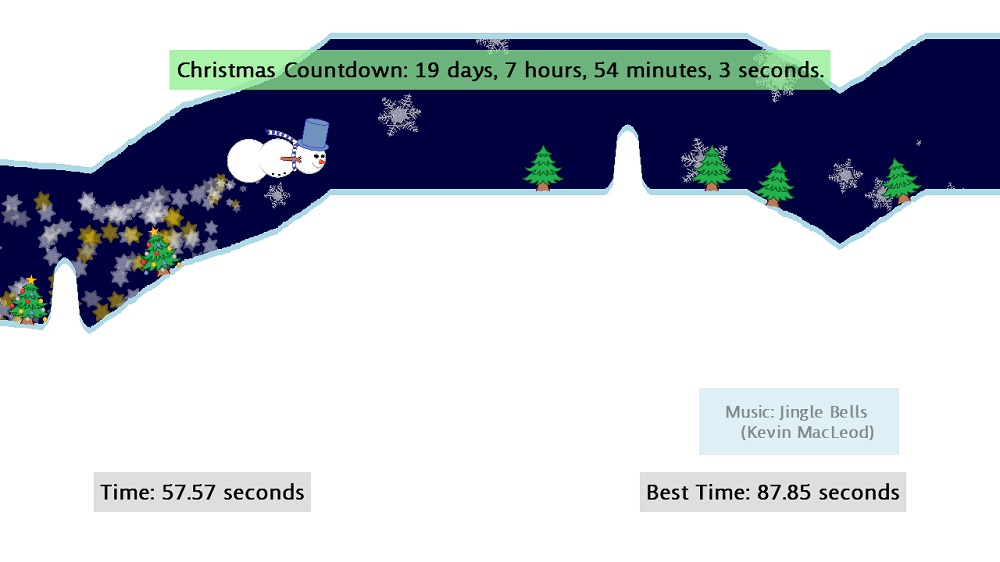 Christmas Countdown: 19 days, 7 hours, 54 minutes, 3 seconds.
Music: Jingle Bells
(Kevin MacLeod)
Time: 57.57 seconds
Best Time: 87.85 seconds